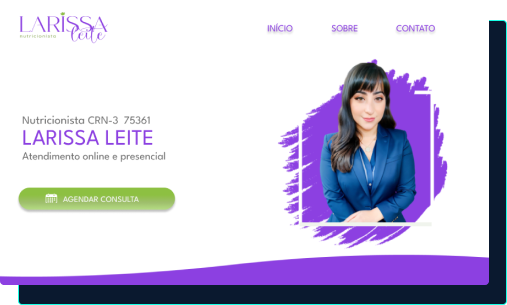 LARISSA
leite
nutricionista
INÍCIO
SOBRE
CONTATO
Nutricionista CRN-3 75361
LARISSA LEITE
Atendimento online e presencial
AGENDAR CONSULTA